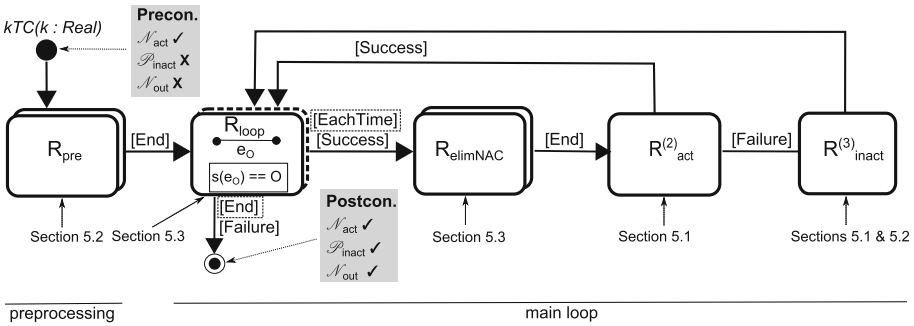 kTC(k : Real)
Precon.
𝒩act ✓
𝒫inact X
𝒩out X
Rpre
[End]
Rloop
eO
s(eO) == O
[EachTime]
[Success]
RelimNAC
[End]
R(2)act
[Failure]
R(3)inact
[Success]
[End]
[Failure]
Postcon.
𝒩act ✓
𝒫inact ✓
𝒩out ✓
Section 5.2
Section 5.3
Section 5.3
Section 5.1
Sections 5.1 & 5.2
preprocessing
main loop